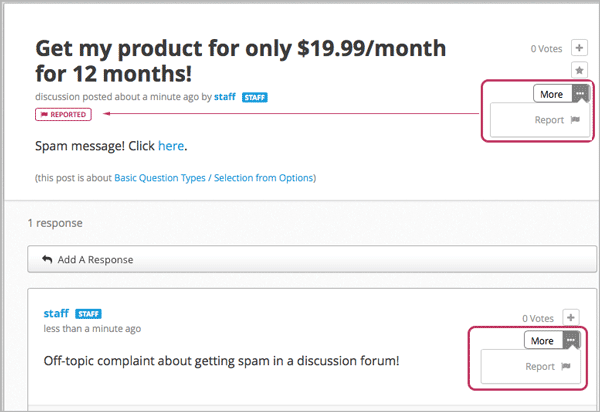 Get my product for only $19.99/month
for 12 months!
0 Votes
discussion posted about a minute ago by staff STAFF
More
REPORTED
Report
Spam message! Click here.
(this post is about Basic Question Types / Selection from Options)
1 response
Add A Response
staff STAFF
0 Votes
less than a minute ago
More
Off-topic complaint about getting spam in a discussion forum!
Report